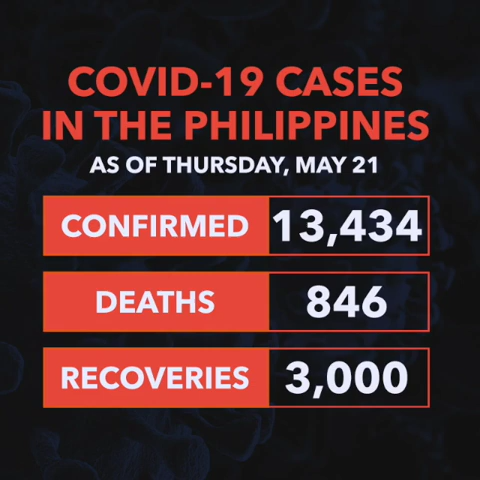 COVID-19 CASES
IN THE PHILIPPINES
AS OF THURSDAY, MAY 21
CONFIRMED 13,434
DEATHS 846
RECOVERIES 3,000